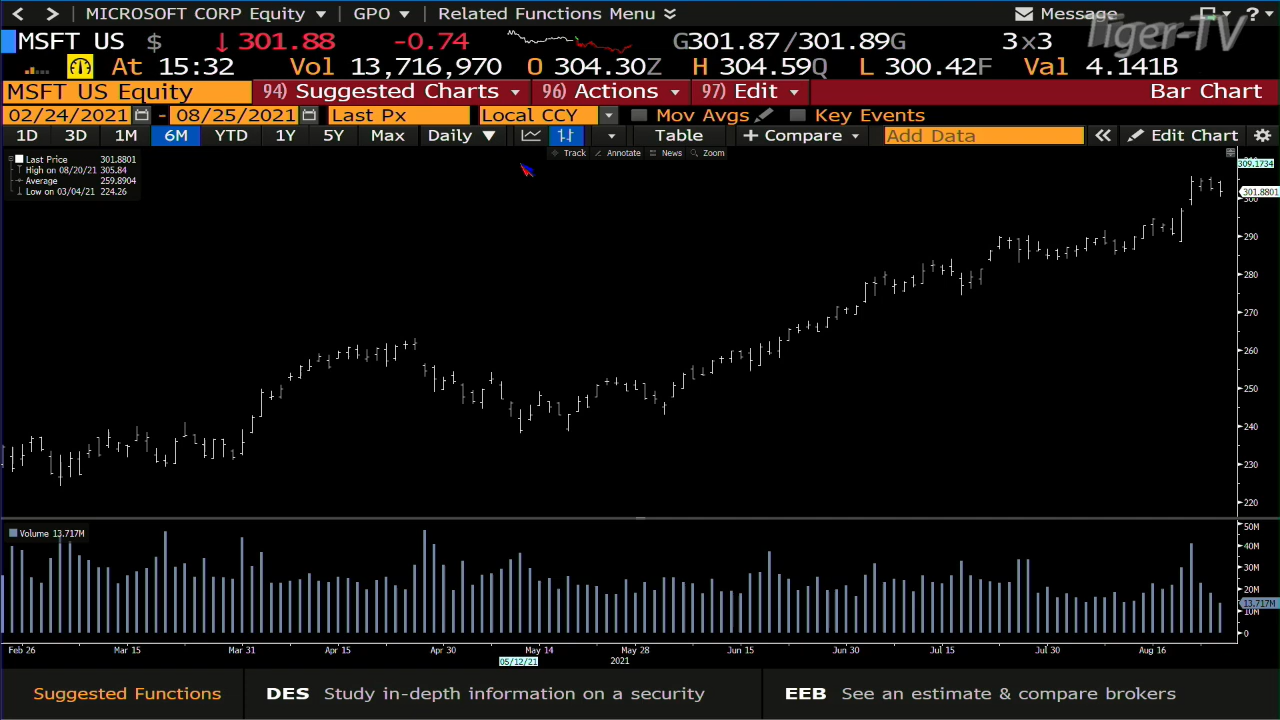 < > MICROSOFT CORP Equity ▼ GPO ▼ Related Functions Menu Message ?
Tiger-TV
MSFT US $ ↓301.88 -0.74 G301.87/301.89G 3×3
At 15:32 Vol 13,716,970 O 304.30Z H 304.59Q L 300.42F Val 4.141B
MSFT US Equity 94) Suggested Charts 96) Actions 97) Edit Bar Chart
02/24/2021 - 08/25/2021 Last Px Local CCY Mov Avgs Key Events
1D 3D 1M 6M YTD 1Y 5Y Max Daily ▼ Table + Compare Add Data « Edit Chart
Track Annotate News Zoom
Last Price 301.8801
High on 08/20/21 305.84
Average 259.8904
Low on 03/04/21 224.26
309.1734
301.8801
300
290
280
270
260
250
240
230
220
Volume 13.717M
50M
40M
30M
20M
13.717M
10M
0
Feb 26 Mar 15 Mar 31 Apr 15 Apr 30 May 14 May 28 Jun 15 Jun 30 Jul 15 Jul 30 Aug 16
05/12/21 2021
Suggested Functions DES Study in-depth information on a security EEB See an estimate & compare brokers